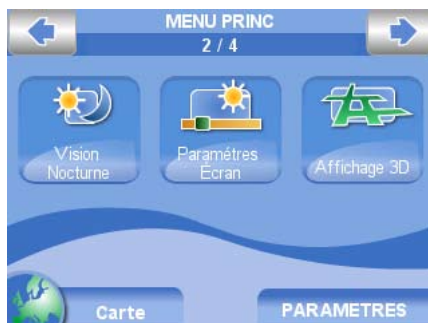 MENU PRINC
2 / 4
Vision
Nocturne
Paramétres
Écran
Affichage 3D
Carte
PARAMETRES